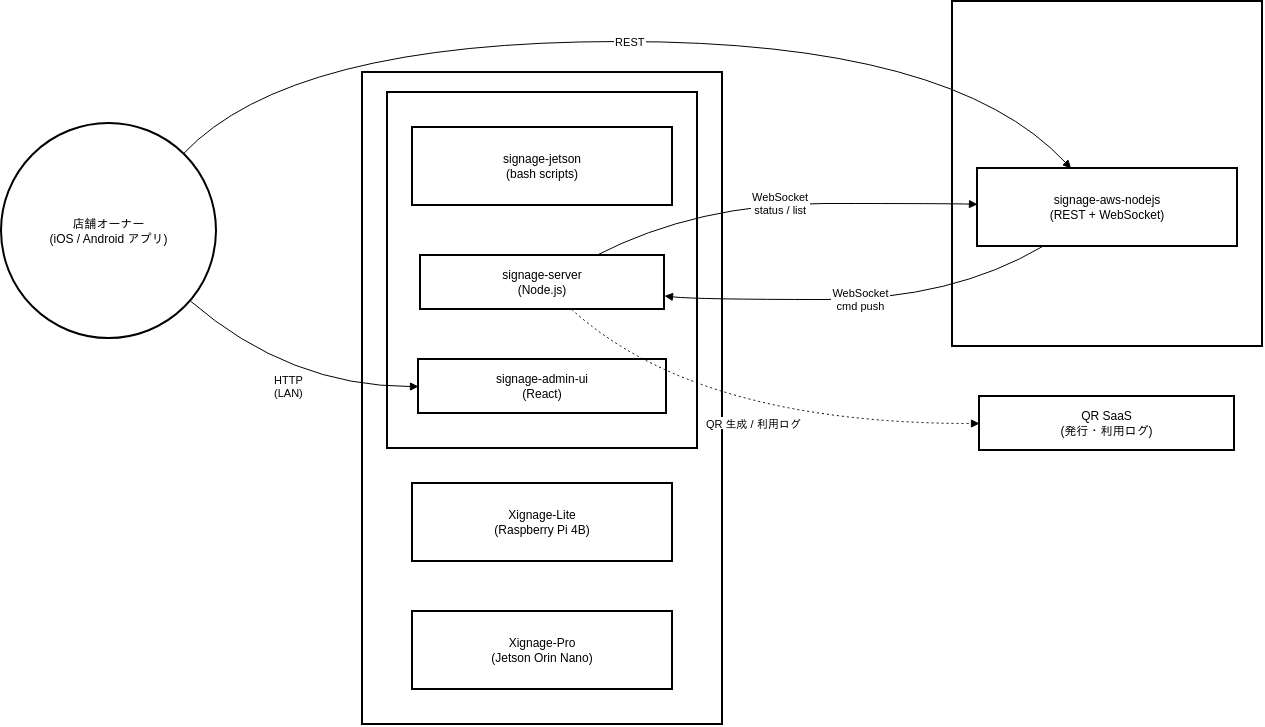 REST
signage-jetson
(bash scripts)
店舗オーナー
(iOS / Android アプリ)
WebSocket
status / list
signage-aws-nodejs
(REST + WebSocket)
signage-server
(Node.js)
WebSocket
cmd push
HTTP
(LAN)
signage-admin-ui
(React)
QR 生成 / 利用ログ
QR SaaS
(発行・利用ログ)
Xignage-Lite
(Raspberry Pi 4B)
Xignage-Pro
(Jetson Orin Nano)